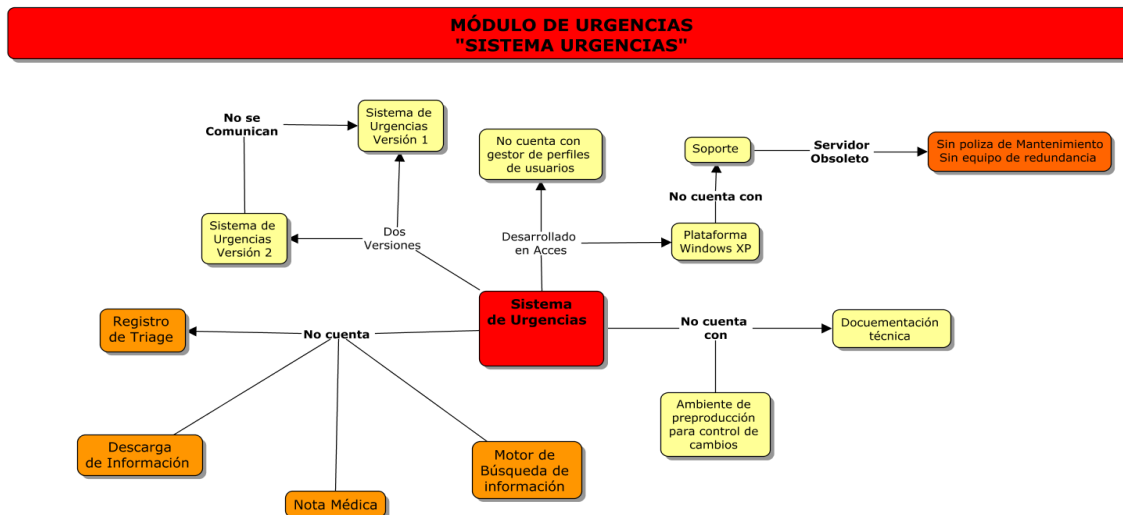 MÓDULO DE URGENCIAS
"SISTEMA URGENCIAS"
No se
Comunican
Sistema de
Urgencias
Versión 1
No cuenta con
gestor de perfiles
de usuarios
Soporte
Servidor
Obsoleto
Sin poliza de Mantenimiento
Sin equipo de redundancia
No cuenta con
Sistema de
Urgencias
Versión 2
Dos
Versiones
Desarrollado
en Acces
Plataforma
Windows XP
Sistema
de Urgencias
Registro
de Triage
No cuenta
No cuenta
con
Docuementación
técnica
Ambiente de
preproducción
para control de
cambios
Descarga
de Información
Motor de
Búsqueda de
información
Nota Médica